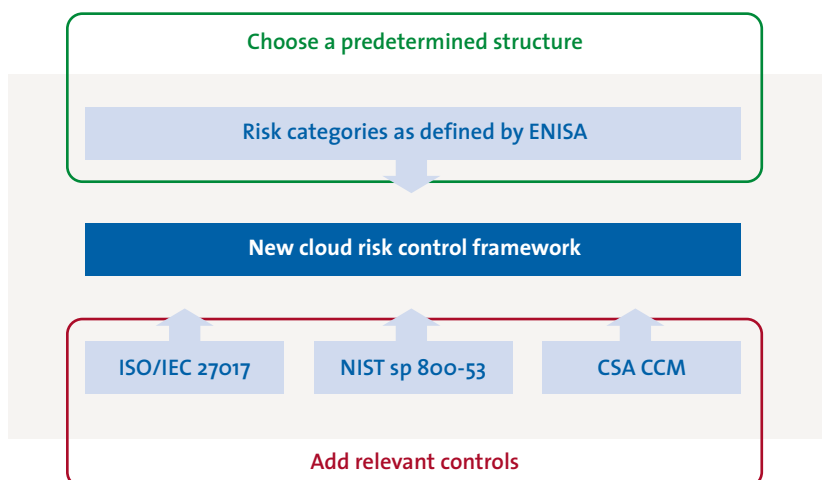 Choose a predetermined structure
Risk categories as defined by ENISA
New cloud risk control framework
ISO/IEC 27017
NIST sp 800-53
CSA CCM
Add relevant controls